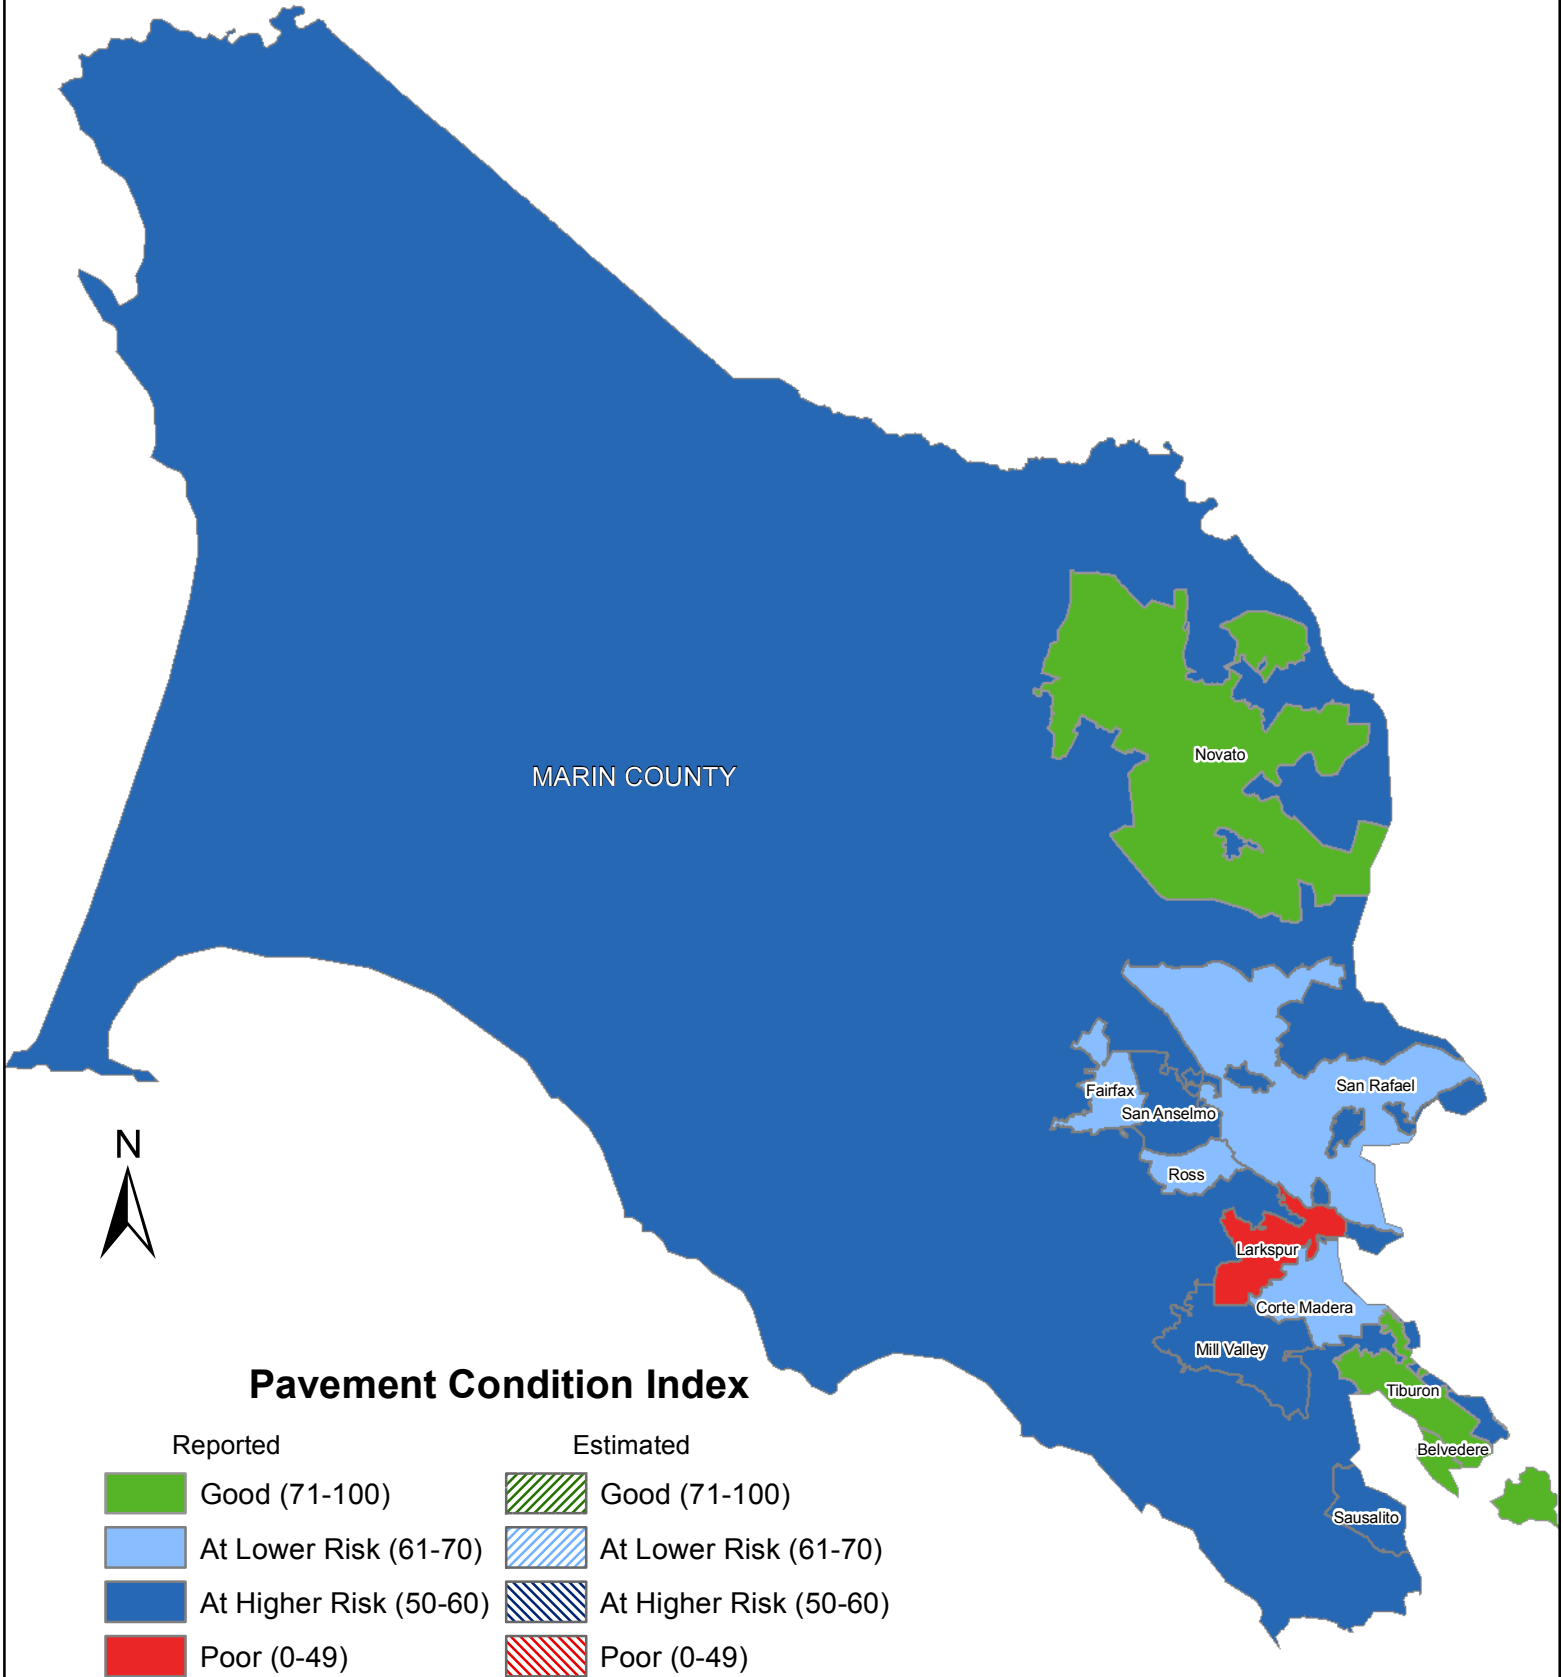 MARIN COUNTY
Novato
San Rafael
Fairfax
San Anselmo
Ross
Larkspur
Corte Madera
Mill Valley
Tiburon
Belvedere
Sausalito
N
Pavement Condition Index
Reported
Good (71-100)
At Lower Risk (61-70)
At Higher Risk (50-60)
Poor (0-49)
Estimated
Good (71-100)
At Lower Risk (61-70)
At Higher Risk (50-60)
Poor (0-49)